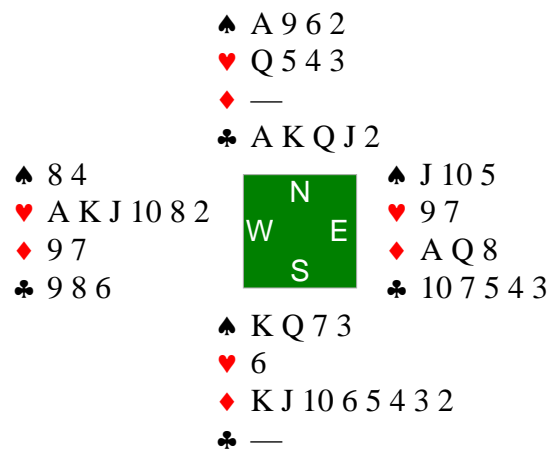 ♠ A 9 6 2
♥ Q 5 4 3
♦ —
♣ A K Q J 2
♠ 8 4
♥ A K J 10 8 2
♦ 9 7
♣ 9 8 6
N
W E
S
♠ J 10 5
♥ 9 7
♦ A Q 8
♣ 10 7 5 4 3
♠ K Q 7 3
♥ 6
♦ K J 10 6 5 4 3 2
♣ —